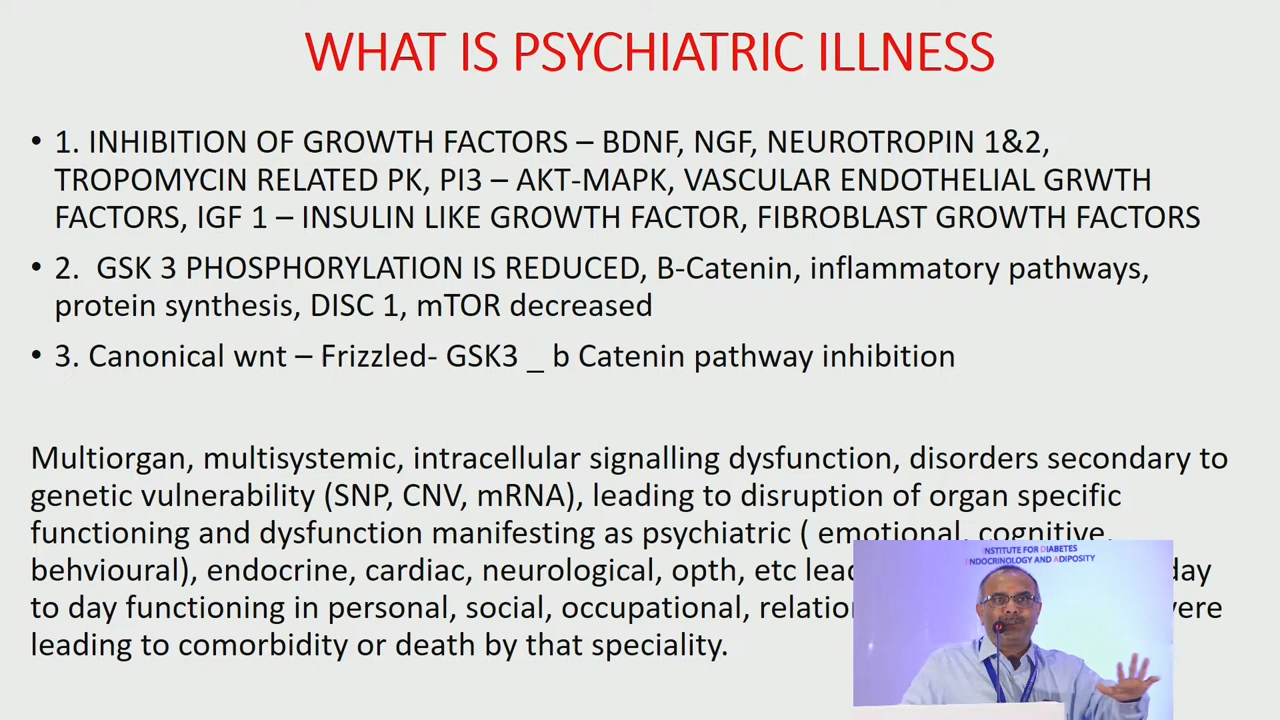 WHAT IS PSYCHIATRIC ILLNESS
• 1. INHIBITION OF GROWTH FACTORS – BDNF, NGF, NEUROTROPIN 1&2,
TROPOMYCIN RELATED PK, PI3 – AKT-MAPK, VASCULAR ENDOTHELIAL GRWTH
FACTORS, IGF 1 – INSULIN LIKE GROWTH FACTOR, FIBROBLAST GROWTH FACTORS
• 2. GSK 3 PHOSPHORYLATION IS REDUCED, B-Catenin, inflammatory pathways,
protein synthesis, DISC 1, mTOR decreased
• 3. Canonical wnt – Frizzled- GSK3 _ b Catenin pathway inhibition
Multiorgan, multisystemic, intracellular signalling dysfunction, disorders secondary to
genetic vulnerability (SNP, CNV, mRNA), leading to disruption of organ specific
functioning and dysfunction manifesting as psychiatric ( emotional, cognitive,
behvioural), endocrine, cardiac, neurological, opth, etc day
to day functioning in personal, social, occupational,
leading to comorbidity or death by that speciality.
INSTITUTE FOR DIABETES
ENDOCRINOLOGY AND ADIPOSITY